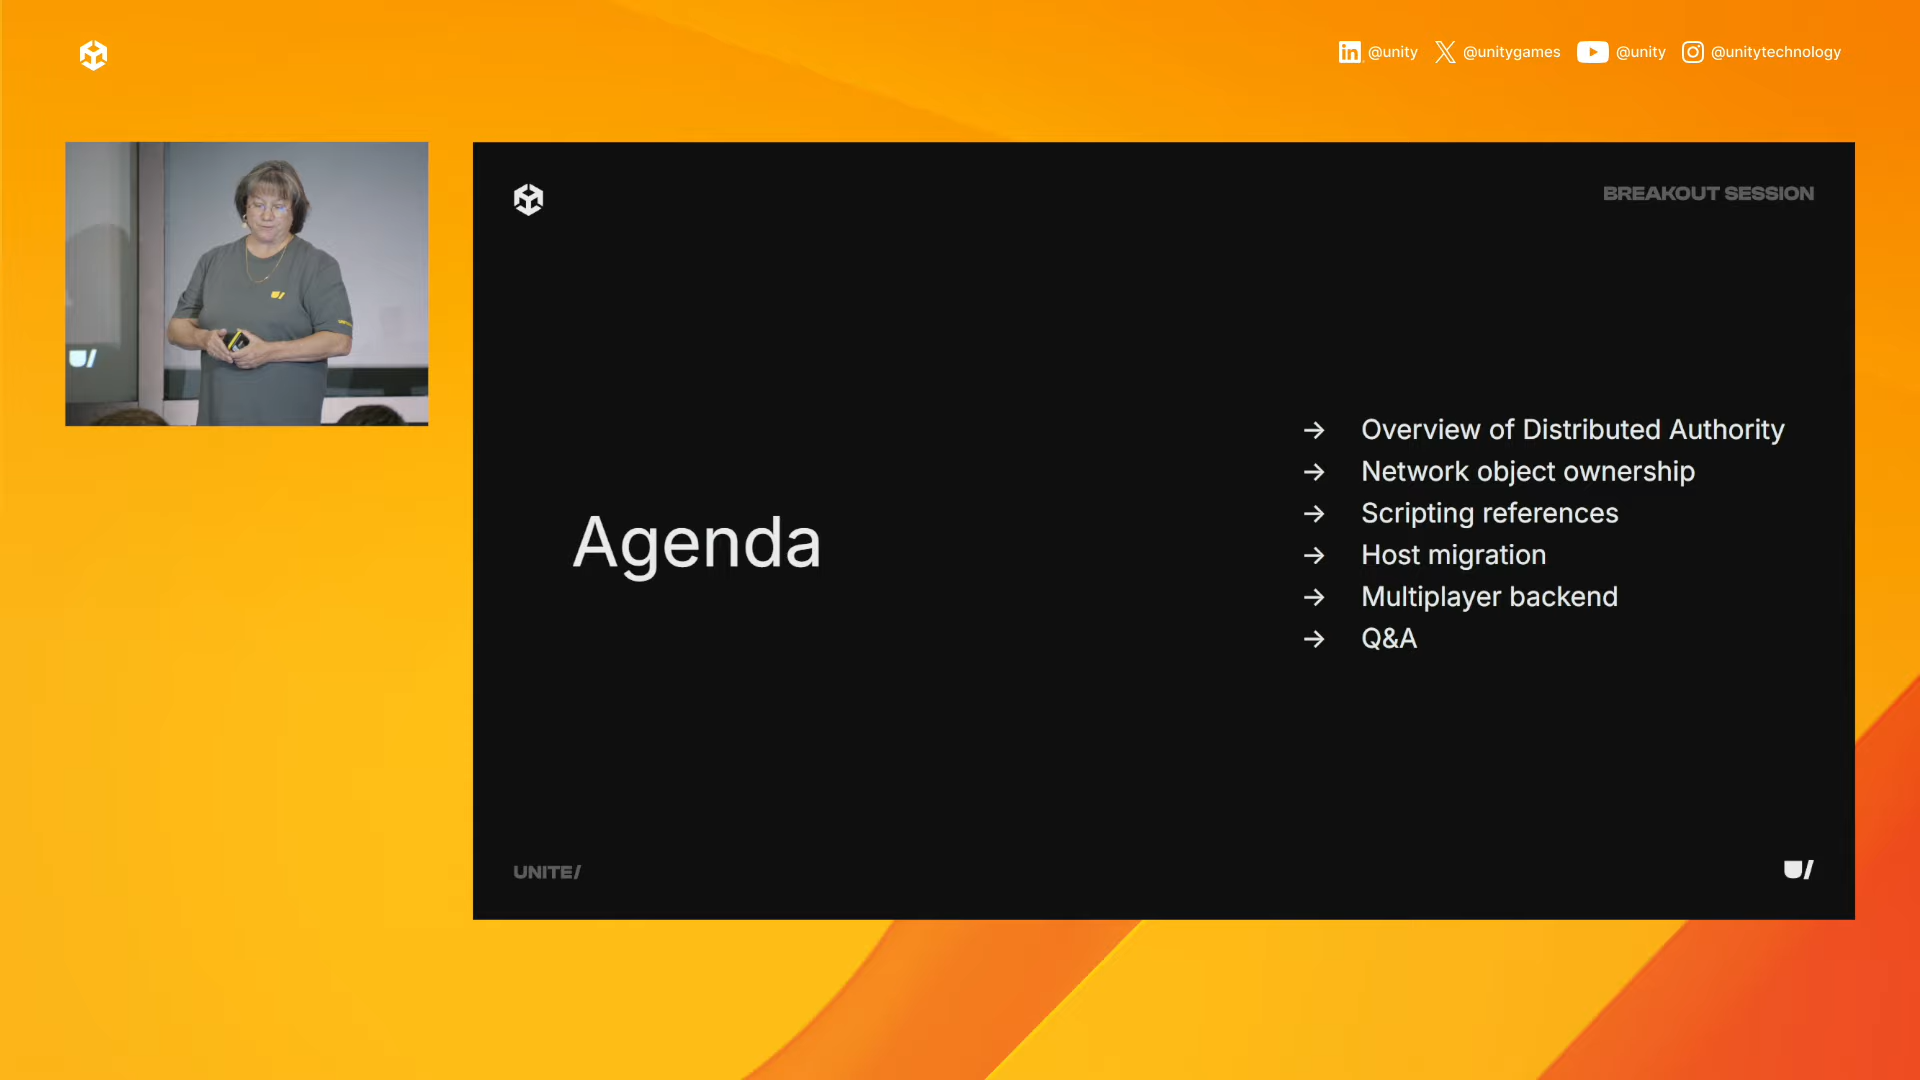 @unity @unitygames @unity @unitytechnology
BREAKOUT SESSION
Agenda
→ Overview of Distributed Authority
→ Network object ownership
→ Scripting references
→ Host migration
→ Multiplayer backend
→ Q&A
UNITE/
U/